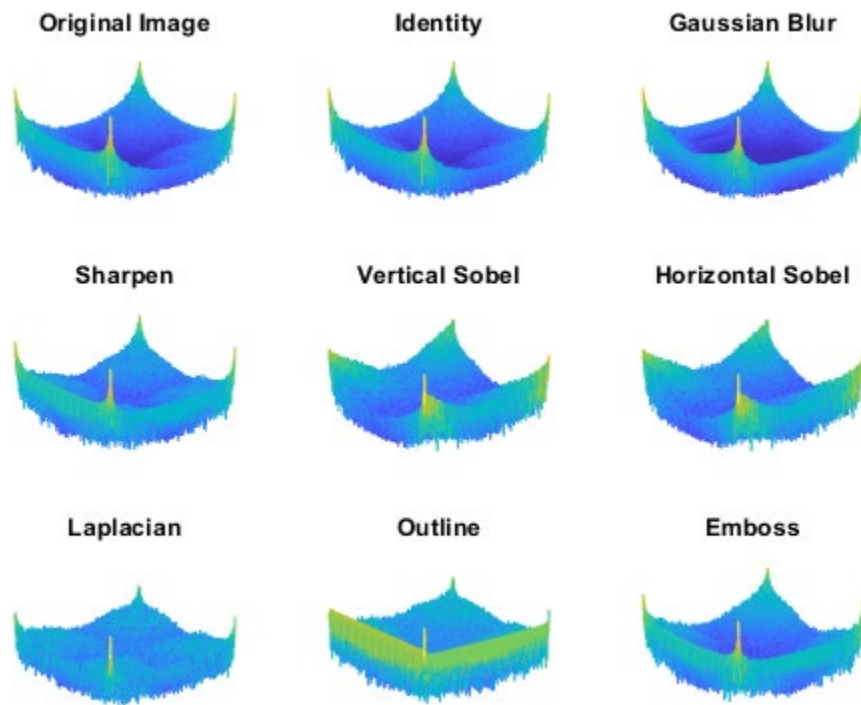 Original Image
Identity
Gaussian Blur
Sharpen
Vertical Sobel
Horizontal Sobel
Laplacian
Outline
Emboss